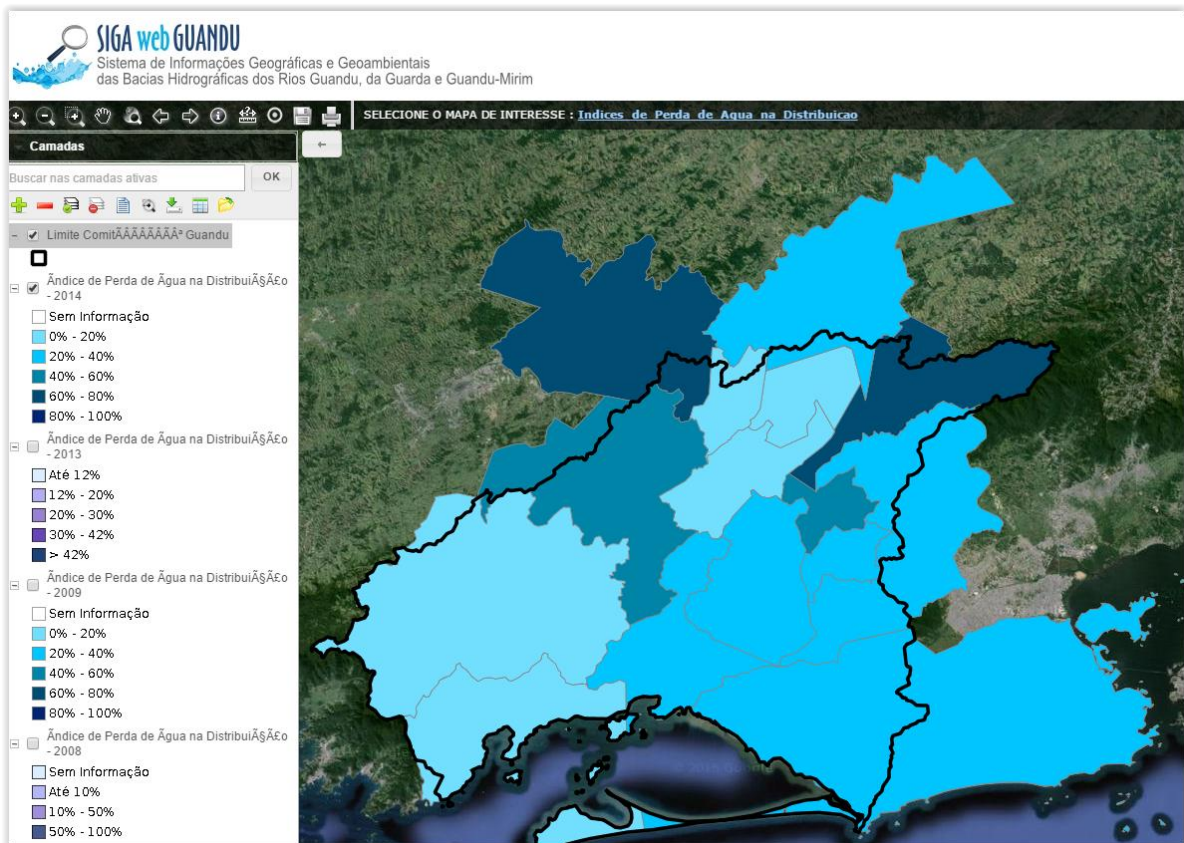 SIGA web GUANDU
Sistema de Informações Geográficas e Geoambientais
das Bacias Hidrográficas dos Rios Guandu, da Guarda e Guandu-Mirim
SELECIONE O MAPA DE INTERESSE : Indices de Perda de Agua na Distribuicao
Camadas
Buscar nas camadas ativas
OK
Limite ComitÃÃÃÃÃÃÃÃª Guandu
Ãndice de Perda de Ãgua na DistribuiÃ§Ã£o
- 2014
Sem Informação
0% - 20%
20% - 40%
40% - 60%
60% - 80%
80% - 100%
Ãndice de Perda de Ãgua na DistribuiÃ§Ã£o
- 2013
Até 12%
12% - 20%
20% - 30%
30% - 42%
> 42%
Ãndice de Perda de Ãgua na DistribuiÃ§Ã£o
- 2009
Sem Informação
0% - 20%
20% - 40%
40% - 60%
60% - 80%
80% - 100%
Ãndice de Perda de Ãgua na DistribuiÃ§Ã£o
- 2008
Sem Informação
Até 10%
10% - 50%
50% - 100%